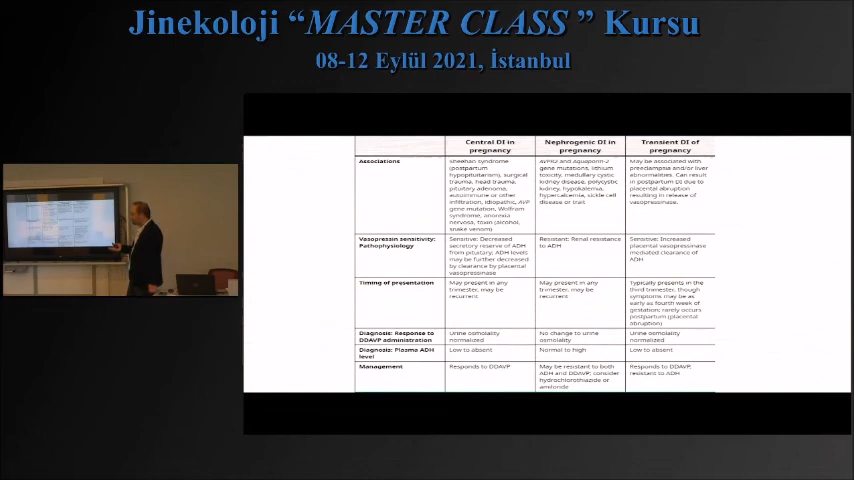 Jinekoloji “MASTER CLASS ” Kursu
08-12 Eylül 2021, İstanbul
Central DI in
pregnancy
Nephrogenic DI in
pregnancy
Transient DI of
pregnancy
Associations
Sheehan syndrome
(postpartum
hypopituitarism), surgical
trauma, head trauma,
pituitary adenoma,
autoimmune or other
infiltration, idiopathic, AVP
gene mutation, Wolfram
syndrome, anorexia
nervosa, toxin (alcohol,
snake venom)
AVPR2 and Aquaporin-2
gene mutations, lithium
toxicity, medullary cystic
kidney disease, polycystic
kidney, hypokalemia,
hypercalcemia, sickle cell
disease or trait
May be associated with
preeclampsia and/or liver
abnormalities. Can result
in postpartum DI due to
placental abruption
resulting in release of
vasopressinase.
Vasopressin sensitivity:
Pathophysiology
Sensitive: Decreased
secretory reserve of ADH
from pituitary; ADH levels
may be further decreased
by clearance by placental
vasopressinase
Resistant: Renal resistance
to ADH
Sensitive: Increased
placental vasopressinase
mediated clearance of
ADH
Timing of presentation
May present in any
trimester, may be
recurrent
May present in any
trimester, may be
recurrent
Typically presents in the
third trimester, though
symptoms may be as
early as fourth week of
gestation; rarely occurs
postpartum (placental
abruption)
Diagnosis: Response to
DDAVP administration
Urine osmolality
normalized
No change to urine
osmolality
Urine osmolality
normalized
Diagnosis: Plasma ADH
level
Low to absent
Normal to high
Low to absent
Management
Responds to DDAVP
May be resistant to both
ADH and DDAVP; consider
hydrochlorothiazide or
amiloride
Responds to DDAVP,
resistant to ADH